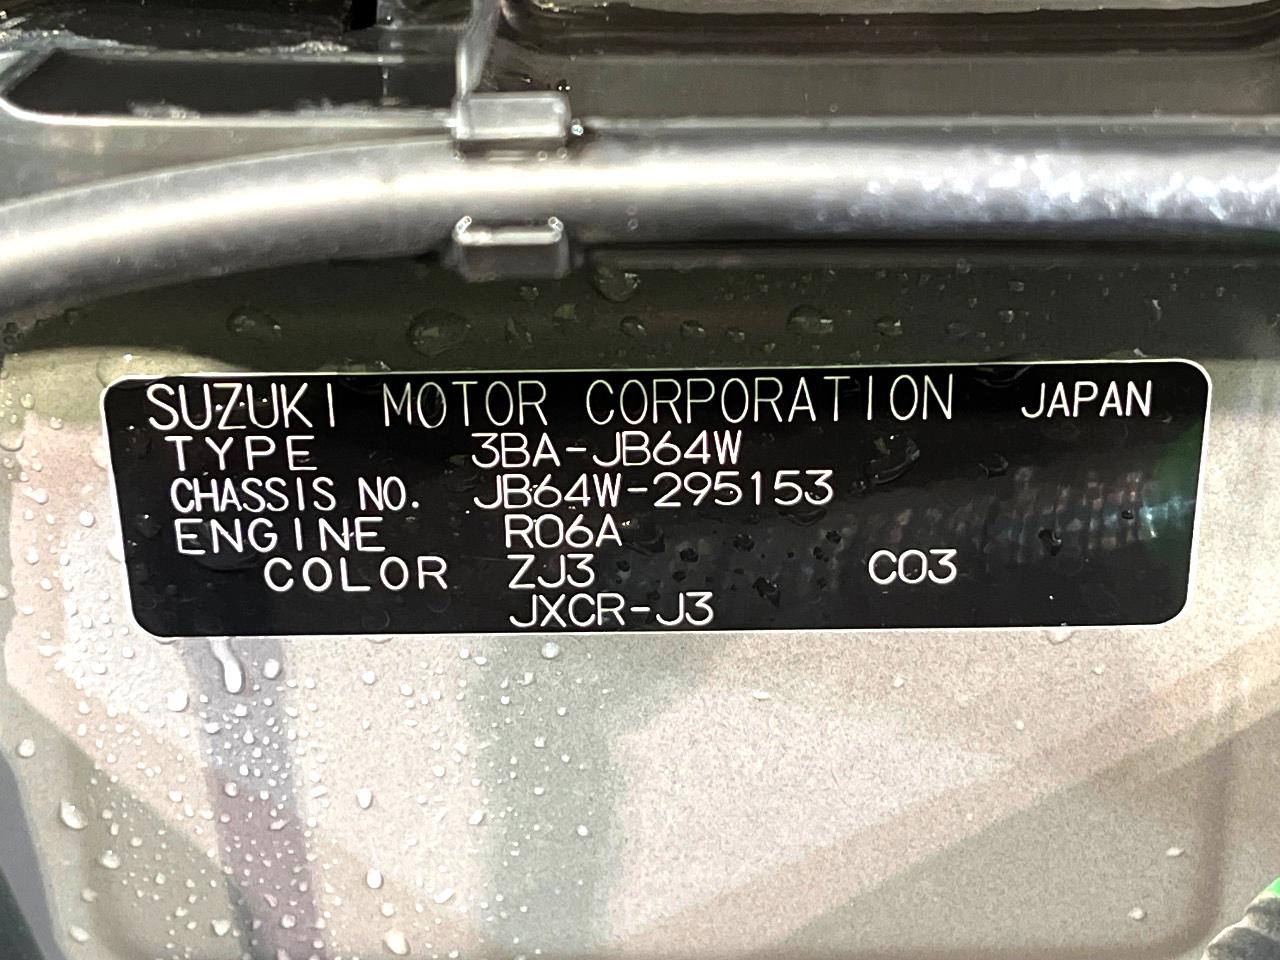 SUZUKI MOTOR CORPORATION JAPAN
TYPE 3BA-JB64W
CHASSIS NO. JB64W-295153
ENGINE R06A
COLOR ZJ3 C03
JXCR-J3